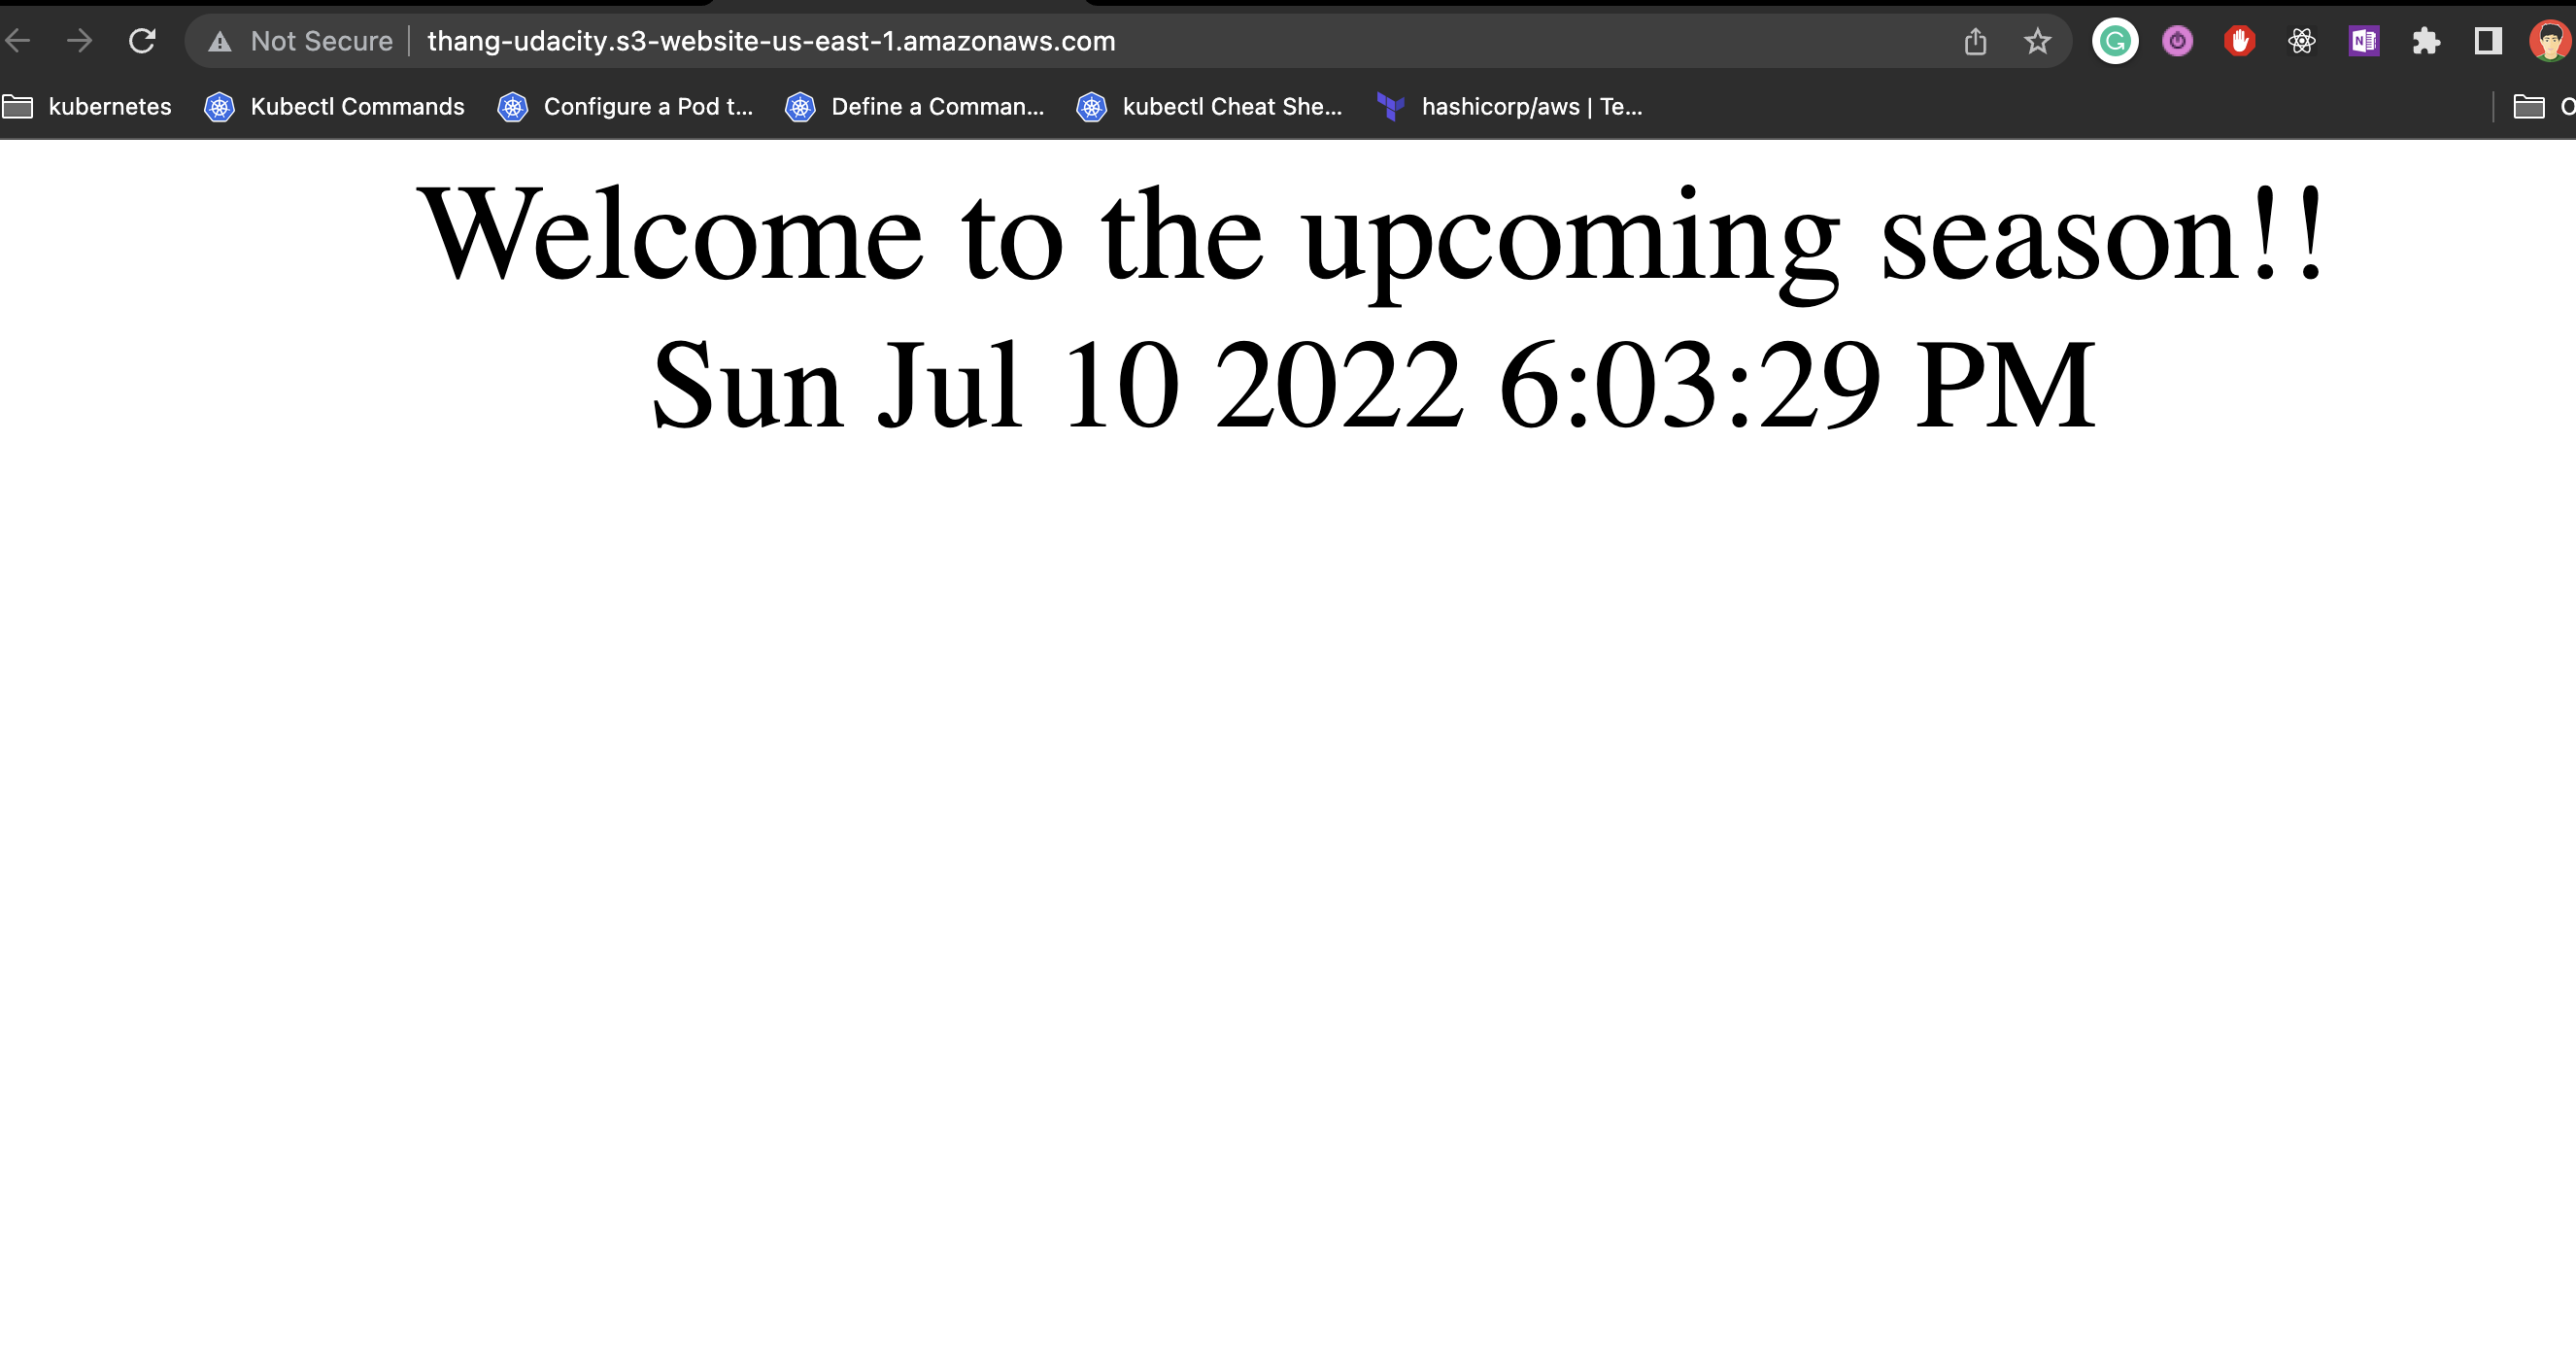 Not Secure thang-udacity.s3-website-us-east-1.amazonaws.com
kubernetes Kubectl Commands Configure a Pod t... Define a Comman... kubectl Cheat She... hashicorp/aws | Te...
Welcome to the upcoming season!!
Sun Jul 10 2022 6:03:29 PM